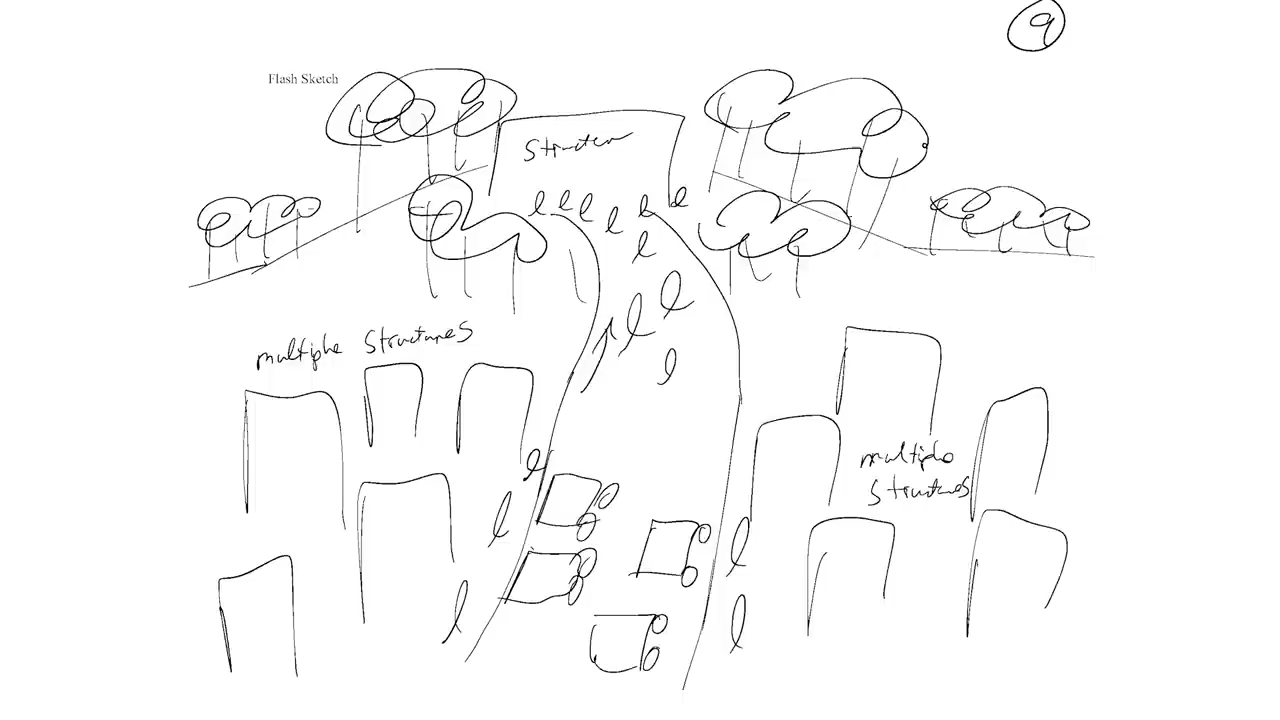 9
Flash Sketch
Structure
multiple structures
multiple
structures